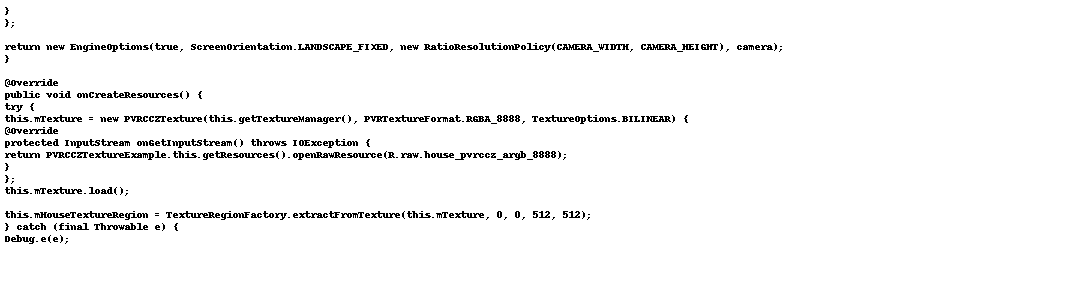 }
};

return new EngineOptions(true, ScreenOrientation.LANDSCAPE_FIXED, new RatioResolutionPolicy(CAMERA_WIDTH, CAMERA_HEIGHT), camera);
}

@Override
public void onCreateResources() {
try {
this.mTexture = new PVRCCZTexture(this.getTextureManager(), PVRTextureFormat.RGBA_8888, TextureOptions.BILINEAR) {
@Override
protected InputStream onGetInputStream() throws IOException {
return PVRCCZTextureExample.this.getResources().openRawResource(R.raw.house_pvrccz_argb_8888);
}
};
this.mTexture.load();

this.mHouseTextureRegion = TextureRegionFactory.extractFromTexture(this.mTexture, 0, 0, 512, 512);
} catch (final Throwable e) {
Debug.e(e);